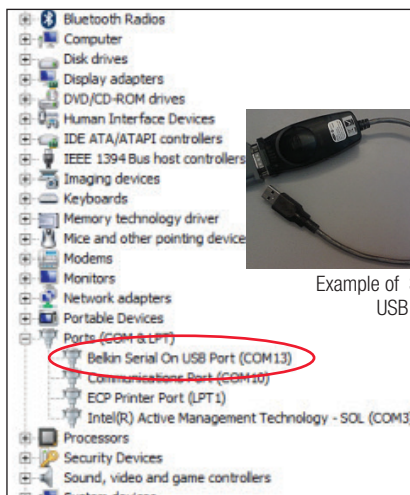 Bluetooth Radios
Computer
Disk drives
Display adapters
DVD/CD-ROM drives
Human Interface Devices
IDE ATA/ATAPI controllers
IEEE 1394 Bus host controllers
Imaging devices
Keyboards
Memory technology driver
Mice and other pointing device
Modems
Monitors
Network adapters
Portable Devices
Ports (COM & LPT)
Belkin Serial On USB Port (COM13)
Communications Port (COM10)
ECP Printer Port (LPT1)
Intel(R) Active Management Technology - SOL (COM3)
Processors
Security Devices
Sound, video and game controllers
System devices
Example of
USB